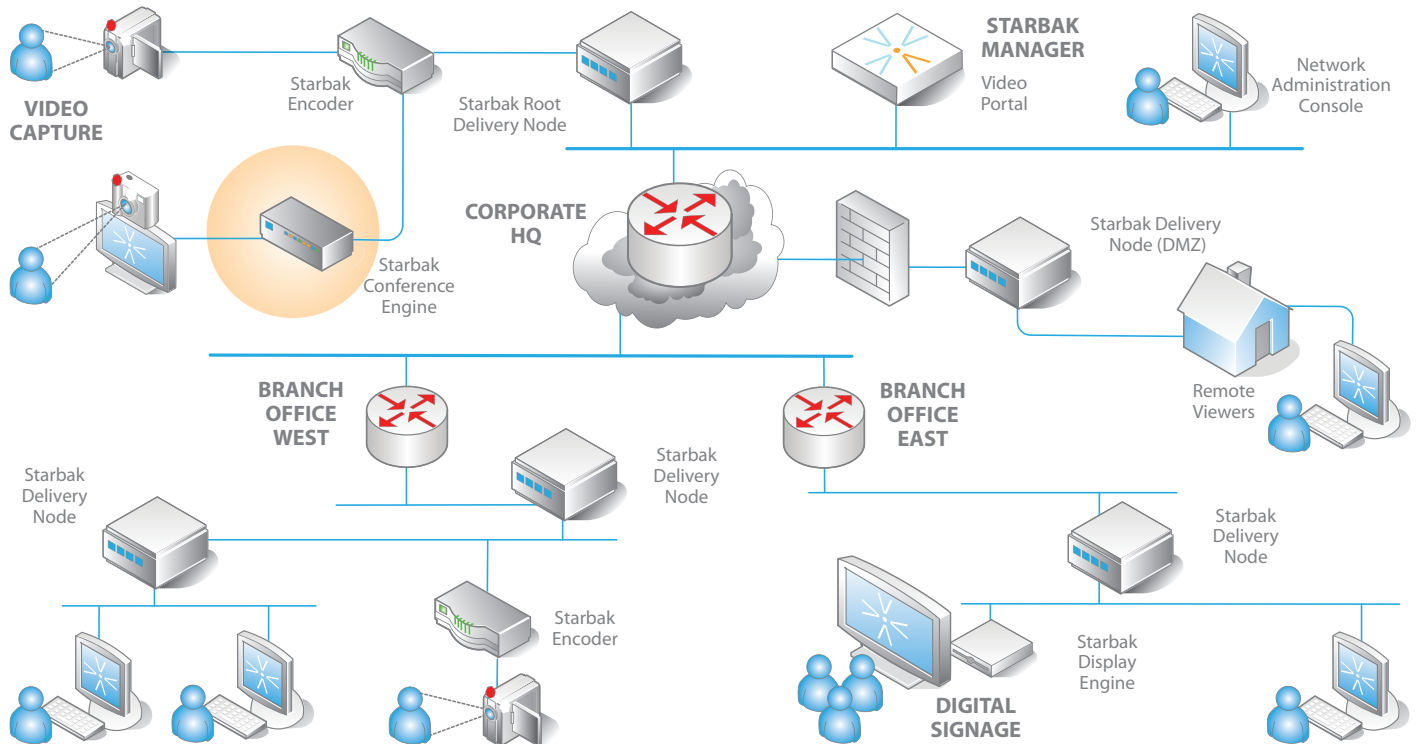 VIDEO
CAPTURE
Starbak
Encoder
Starbak Root
Delivery Node
STARBAK
MANAGER
Video
Portal
Network
Administration
Console
Starbak
Conference
Engine
CORPORATE
HQ
Starbak Delivery
Node (DMZ)
Remote
Viewers
BRANCH
OFFICE
WEST
BRANCH
OFFICE
EAST
Starbak
Delivery
Node
Starbak
Delivery
Node
Starbak
Delivery
Node
Starbak
Encoder
Starbak
Display
Engine
DIGITAL
SIGNAGE